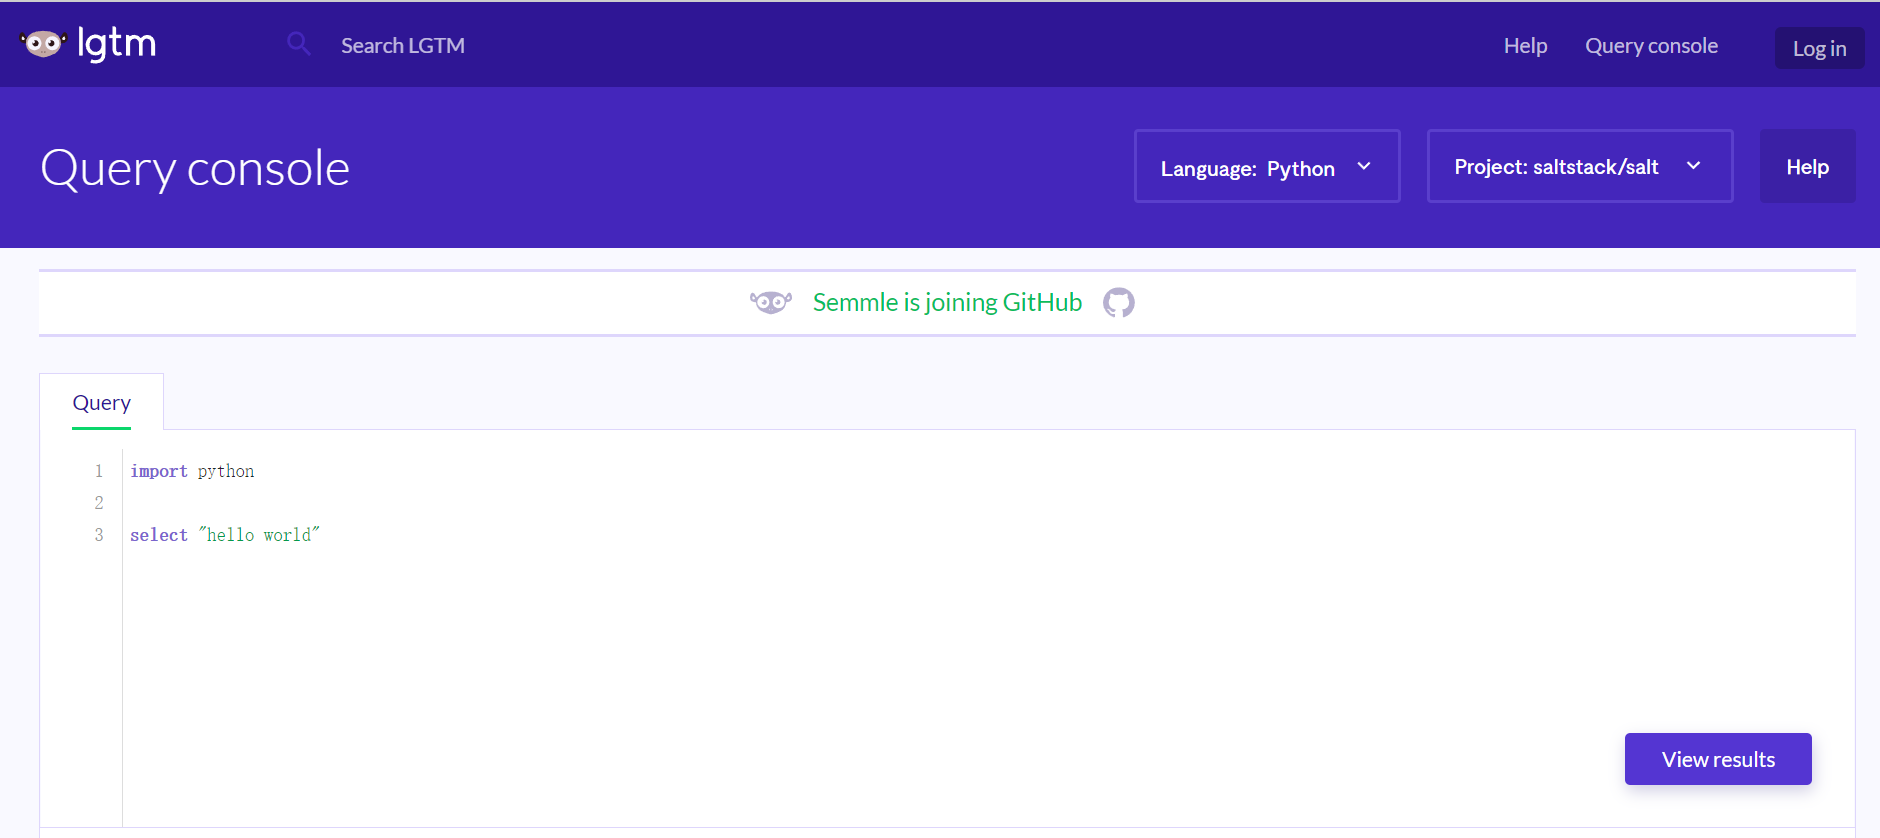 lgtm Search LGTM Help Query console Log in
Query console Language: Python Project: saltstack/salt Help
Semmle is joining GitHub
Query
1 import python
2
3 select "hello world"
View results